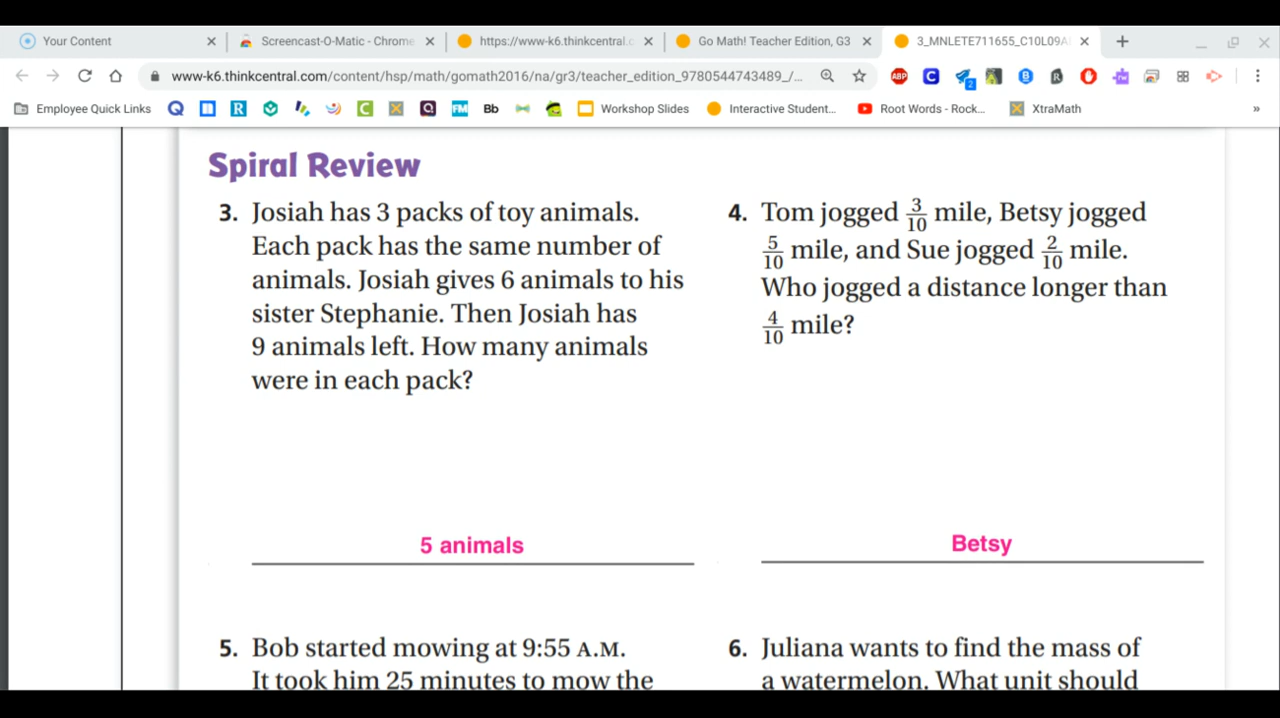 Your Content
Screencast-O-Matic - Chrome
https://www-k6.thinkcentral.c
Go Math! Teacher Edition, G3
3_MNLETE711655_C10L09A
www-k6.thinkcentral.com/content/hsp/math/gomath2016/na/gr3/teacher_edition_9780544743489_/...
ABP
C
2
Employee Quick Links
Q
R
C
FM
Bb
Workshop Slides
Interactive Student...
Root Words - Rock...
XtraMath
»
Spiral Review
3. Josiah has 3 packs of toy animals.
Each pack has the same number of
animals. Josiah gives 6 animals to his
sister Stephanie. Then Josiah has
9 animals left. How many animals
were in each pack?
5 animals
4. Tom jogged 3/10 mile, Betsy jogged
5/10 mile, and Sue jogged 2/10 mile.
Who jogged a distance longer than
4/10 mile?
Betsy
5. Bob started mowing at 9:55 A.M.
It took him 25 minutes to mow the
6. Juliana wants to find the mass of
a watermelon. What unit should